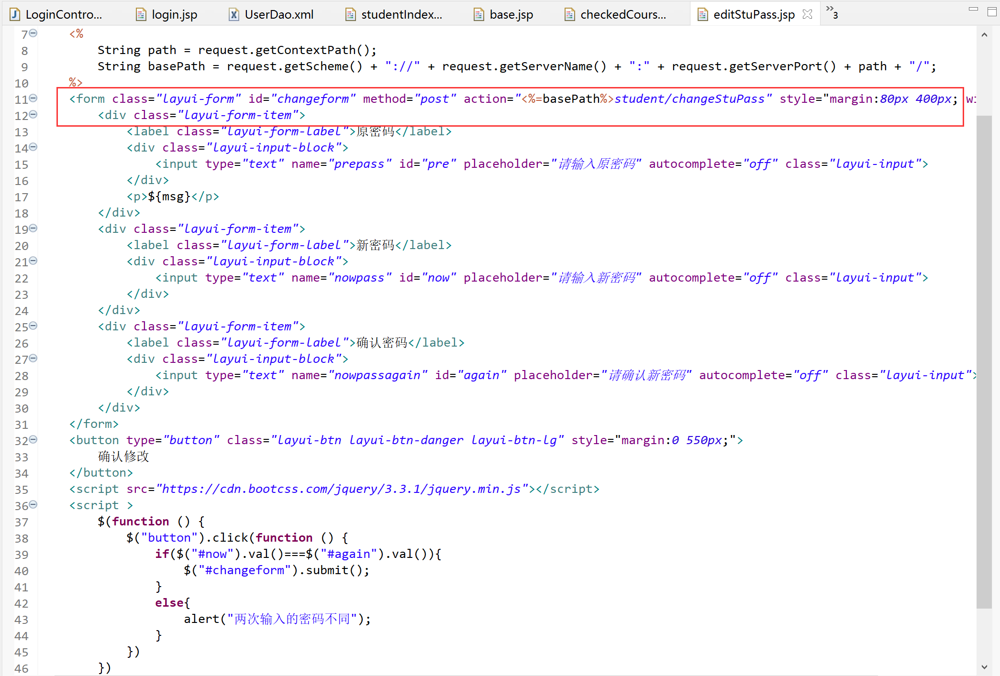 LoginContro... login.jsp UserDao.xml studentIndex... base.jsp checkedCours... editStuPass.jsp 3
7 <%
8 String path = request.getContextPath();
9 String basePath = request.getScheme() + "://" + request.getServerName() + ":" + request.getServerPort() + path + "/";
10 %>
11 <form class="layui-form" id="changeform" method="post" action="<%=basePath%>student/changeStuPass" style="margin:80px 400px; wi
12 <div class="layui-form-item">
13 <label class="layui-form-label">原密码</label>
14 <div class="layui-input-block">
15 <input type="text" name="prepass" id="pre" placeholder="请输入原密码" autocomplete="off" class="layui-input">
16 </div>
17 <p>${msg}</p>
18 </div>
19 <div class="layui-form-item">
20 <label class="layui-form-label">新密码</label>
21 <div class="layui-input-block">
22 <input type="text" name="nowpass" id="now" placeholder="请输入新密码" autocomplete="off" class="layui-input">
23 </div>
24 </div>
25 <div class="layui-form-item">
26 <label class="layui-form-label">确认密码</label>
27 <div class="layui-input-block">
28 <input type="text" name="nowpassagain" id="again" placeholder="请确认新密码" autocomplete="off" class="layui-input">
29 </div>
30 </div>
31 </form>
32 <button type="button" class="layui-btn layui-btn-danger layui-btn-lg" style="margin:0 550px;">
33 确认修改
34 </button>
35 <script src="https://cdn.bootcss.com/jquery/3.3.1/jquery.min.js"></script>
36 <script >
37 $(function () {
38 $("button").click(function () {
39 if($("#now").val()===$("#again").val()){
40 $("#changeform").submit();
41 }
42 else{
43 alert("两次输入的密码不同");
44 }
45 })
46 })